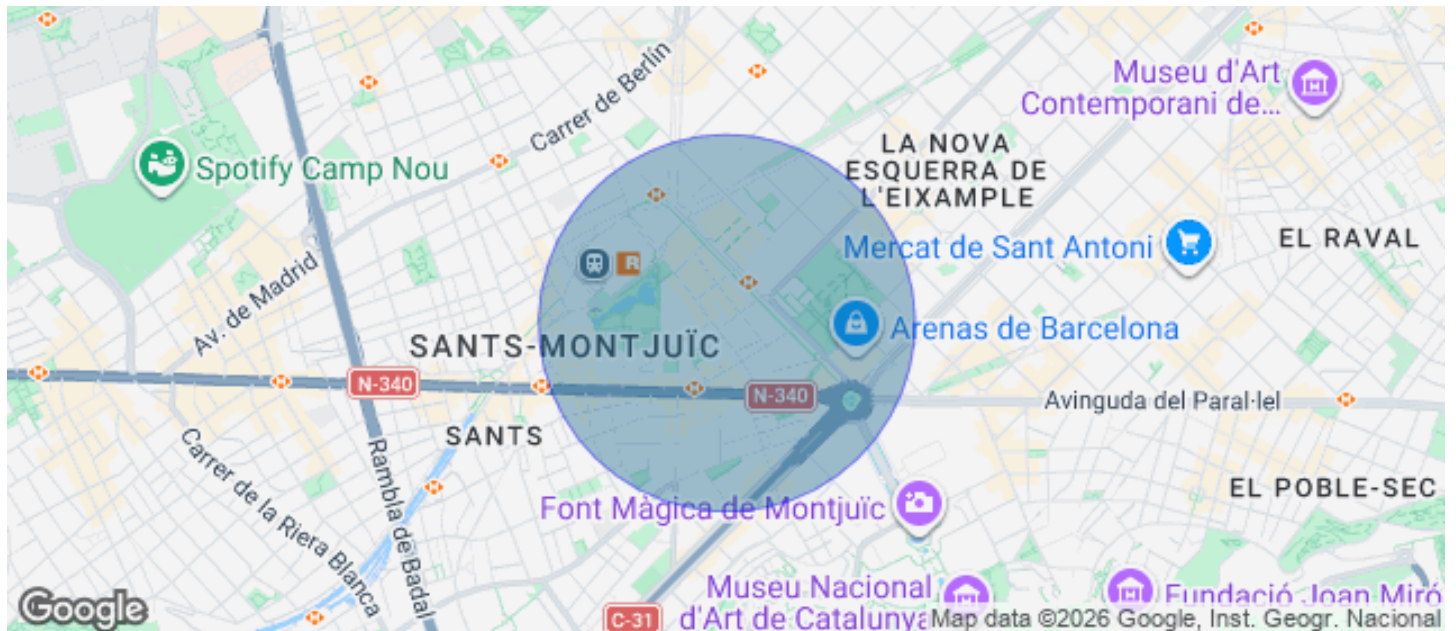 Museu d'Art
Contemporani de...
Carrer de Berlín
LA NOVA
ESQUERRA DE
L'EIXAMPLE
Spotify Camp Nou
Mercat de Sant Antoni
EL RAVAL
R
Av. de Madrid
Arenas de Barcelona
SANTS-MONTJUÏC
N-340
N-340
Avinguda del Paral·lel
SANTS
Carrer de la Riera Blanca
Rambla de Badal
EL POBLE-SEC
Font Màgica de Montjuïc
Museu Nacional
d'Art de Catalunya
Fundació Joan Miró
C-31
Google
Map data ©2026 Google, Inst. Geogr. Nacional